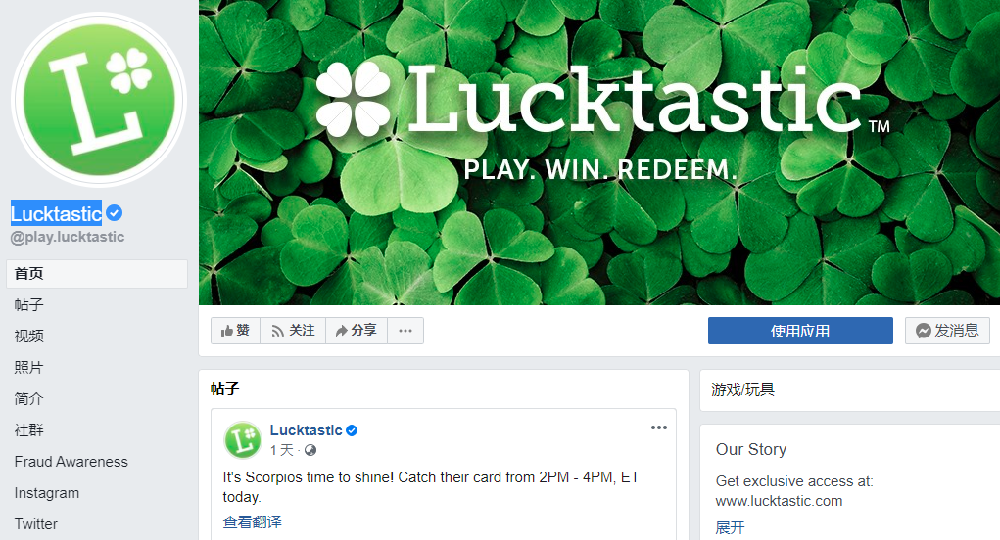 L
Lucktastic
@play.lucktastic
首页
帖子
视频
照片
简介
社群
Fraud Awareness
Instagram
Twitter
Lucktastic™
PLAY. WIN. REDEEM.
赞 关注 分享 ...
使用应用 发消息
帖子
L
Lucktastic
1 天 ·
It's Scorpios time to shine! Catch their card from 2PM - 4PM, ET
today.
查看翻译
游戏/玩具
Our Story
Get exclusive access at:
www.lucktastic.com
展开